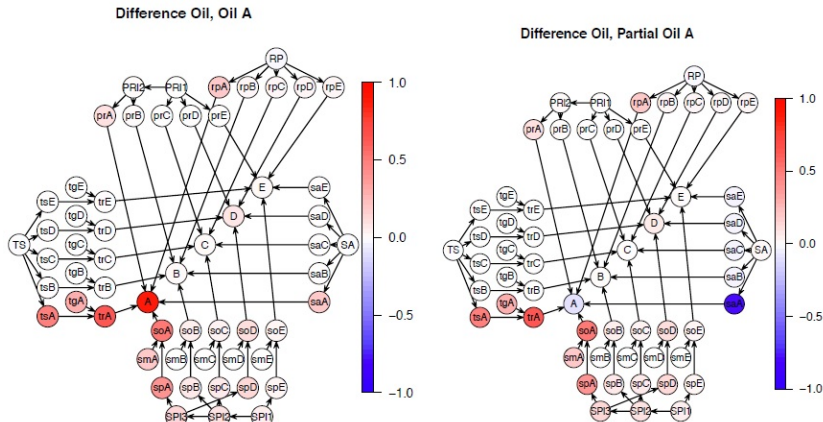 Difference Oil, Oil A
RP
PRI2 PRI1 rpA rpB rpC rpD rpE
prA prB prC prD prE
tgE E saE
tsE trE
tgD D saD
tsD trD
TS tgC C saC SA
tsC trC
tgB B saB
tsB trB
tgA A saA
tsA trA
soA soB soC soD soE
smA smB smC smD smE
spA spB spC spD spE
SPI3 SPI2 SPI1
1.0
0.5
0.0
−0.5
−1.0
Difference Oil, Partial Oil A
RP
PRI2 PRI1 rpA rpB rpC rpD rpE
prA prB prC prD prE
tgE E saE
tsE trE
tgD D saD
tsD trD
TS tgC C saC SA
tsC trC
tgB B saB
tsB trB
tgA A saA
tsA trA
soA soB soC soD soE
smA smB smC smD smE
spA spB spC spD spE
SPI3 SPI2 SPI1
1.0
0.5
0.0
−0.5
−1.0